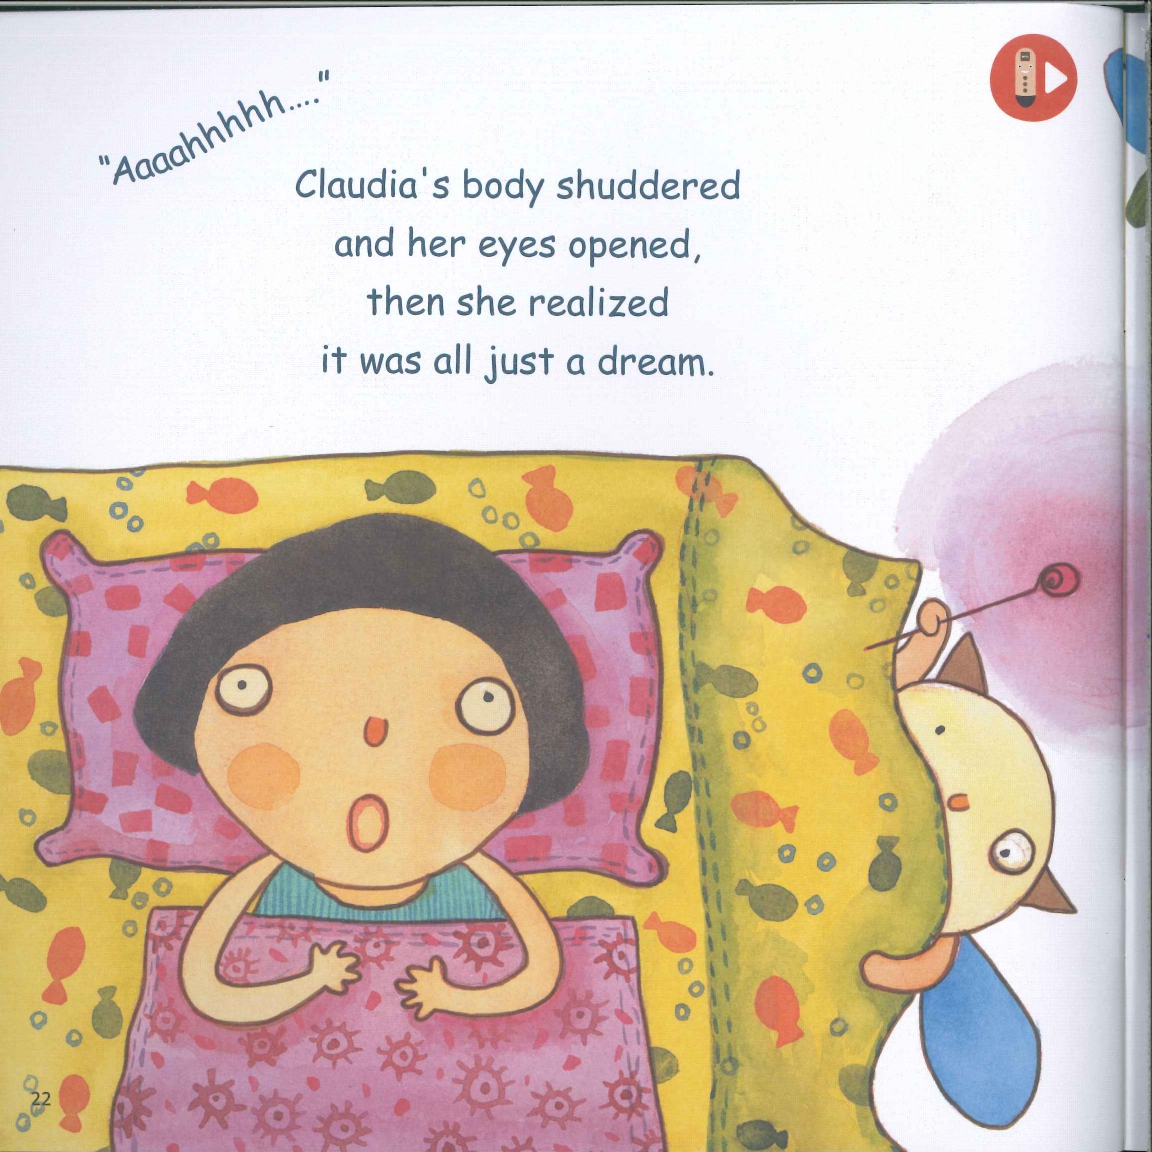 "Aaaahhhhh...."
Claudia's body shuddered
and her eyes opened,
then she realized
it was all just a dream.
22